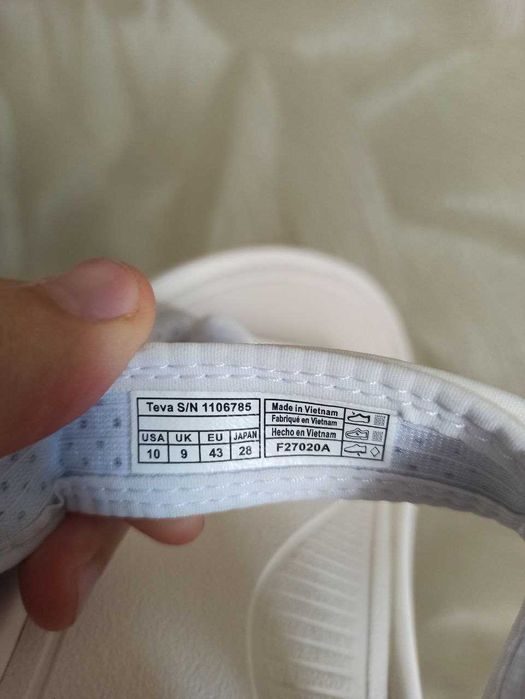 Teva S/N 1106785
USA UK EU JAPAN
10 9 43 28
Made in Vietnam
Fabriqué en Vietnam
Hecho en Vietnam
F27020A